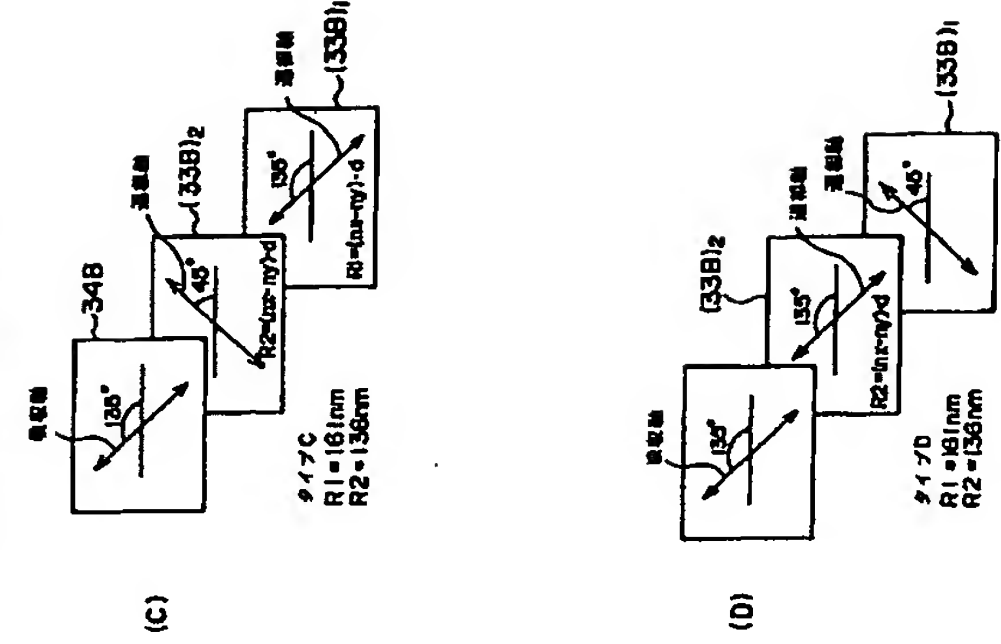 (C)
吸収軸
34B
135°
遅相軸
(33B)₂
45°
R2=(nx-ny)·d
遅相軸
(33B)₁
135°
R1=(nx-ny)·d
タイプC
R1=161nm
R2=136nm
(D)
吸収軸
135°
(33B)₂
135°
遅相軸
R2=(nx-ny)·d
遅相軸
(33B)₁
45°
タイプD
R1=161nm
R2=136nm